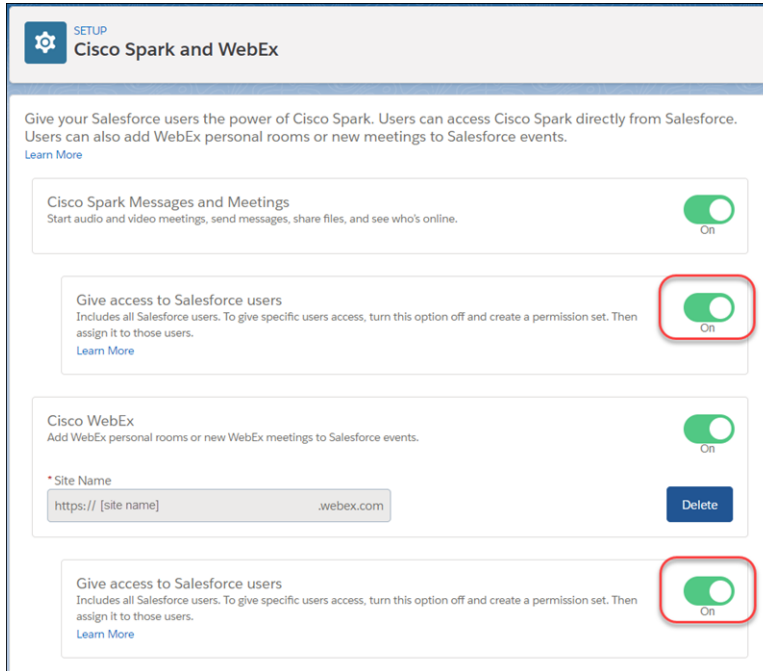 SETUP
Cisco Spark and WebEx
Give your Salesforce users the power of Cisco Spark. Users can access Cisco Spark directly from Salesforce.
Users can also add WebEx personal rooms or new meetings to Salesforce events.
Learn More
Cisco Spark Messages and Meetings
Start audio and video meetings, send messages, share files, and see who's online.
On
Give access to Salesforce users
Includes all Salesforce users. To give specific users access, turn this option off and create a permission set. Then
assign it to those users.
Learn More
On
Cisco WebEx
Add WebEx personal rooms or new WebEx meetings to Salesforce events.
On
* Site Name
https:// [site name] .webex.com
Delete
Give access to Salesforce users
Includes all Salesforce users. To give specific users access, turn this option off and create a permission set. Then
assign it to those users.
Learn More
On